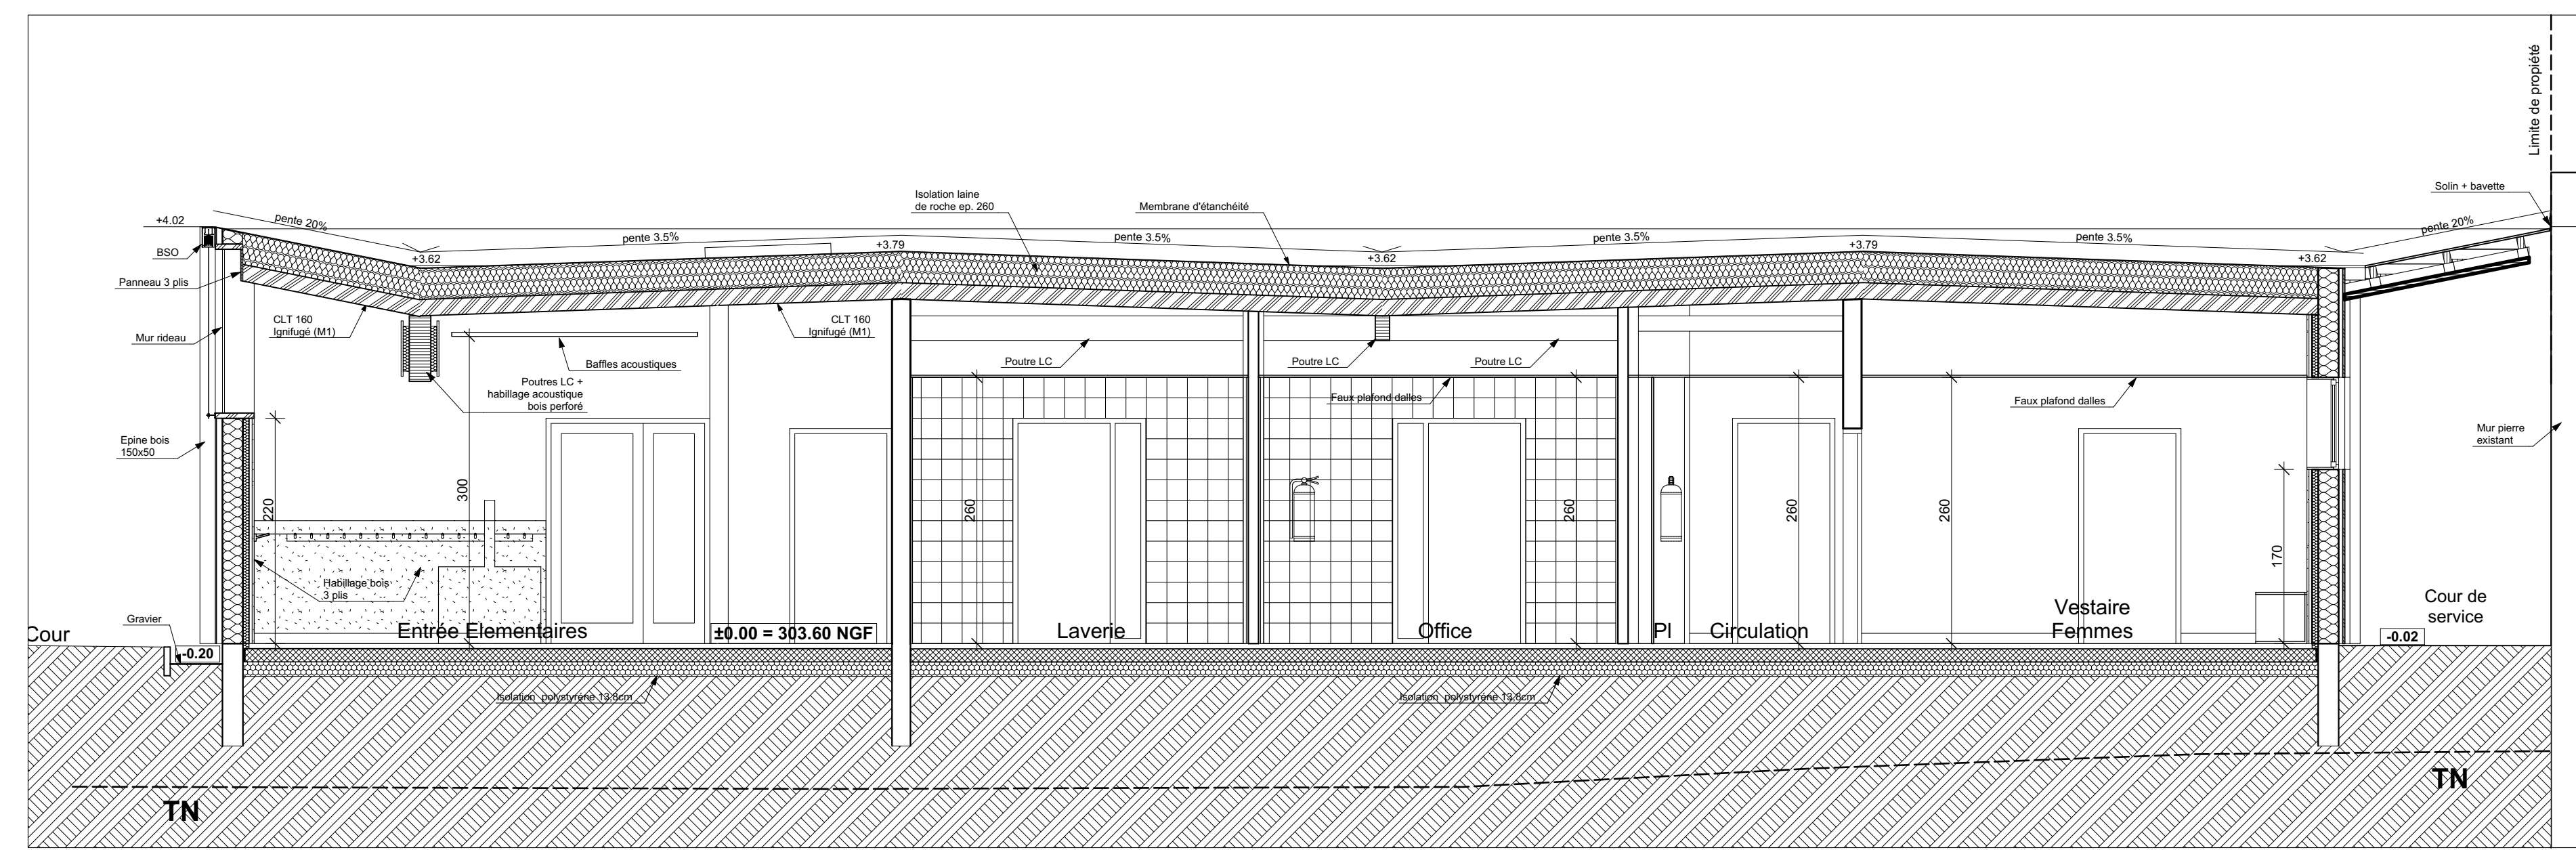 Limite de propiété
Solin + bavette
Isolation laine
de roche ep. 260
Membrane d'étanchéité
+4.02
pente 20%
pente 3.5%
+3.79
pente 3.5%
pente 3.5%
+3.79
pente 3.5%
pente 20%
BSO
+3.62
+3.62
+3.62
Panneau 3 plis
CLT 160
Ignifugé (M1)
CLT 160
Ignifugé (M1)
Mur rideau
Baffles acoustiques
Poutre LC
Poutre LC
Poutre LC
Poutres LC +
habillage acoustique
bois perforé
Faux plafond dalles
Faux plafond dalles
Epine bois
150x50
Mur pierre
existant
220
300
260
260
260
260
170
Habillage bois
3 plis
Gravier
Cour
Entrée Elementaires
±0.00 = 303.60 NGF
Laverie
Office
Pl
Circulation
Vestaire
Femmes
Cour de
service
-0.20
-0.02
Isolation polystyréne 13,8cm
Isolation polystyréne 13,8cm
TN
TN